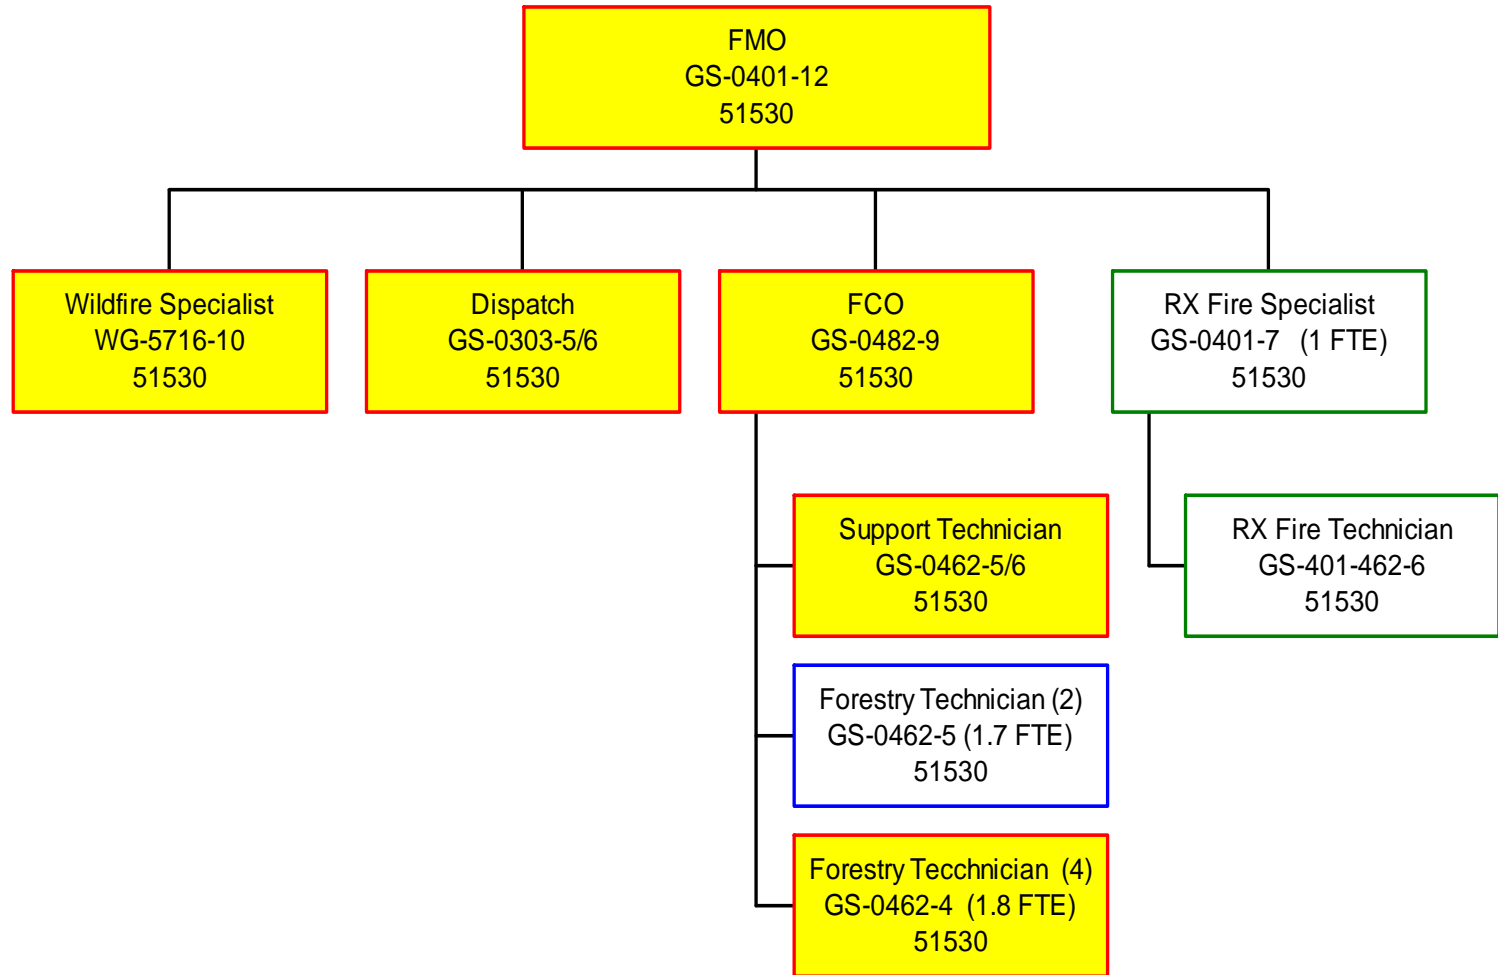 FMO
GS-0401-12
51530
Wildfire Specialist
WG-5716-10
51530
Dispatch
GS-0303-5/6
51530
FCO
GS-0482-9
51530
RX Fire Specialist
GS-0401-7 (1 FTE)
51530
Support Technician
GS-0462-5/6
51530
RX Fire Technician
GS-401-462-6
51530
Forestry Technician (2)
GS-0462-5 (1.7 FTE)
51530
Forestry Tecchnician (4)
GS-0462-4 (1.8 FTE)
51530